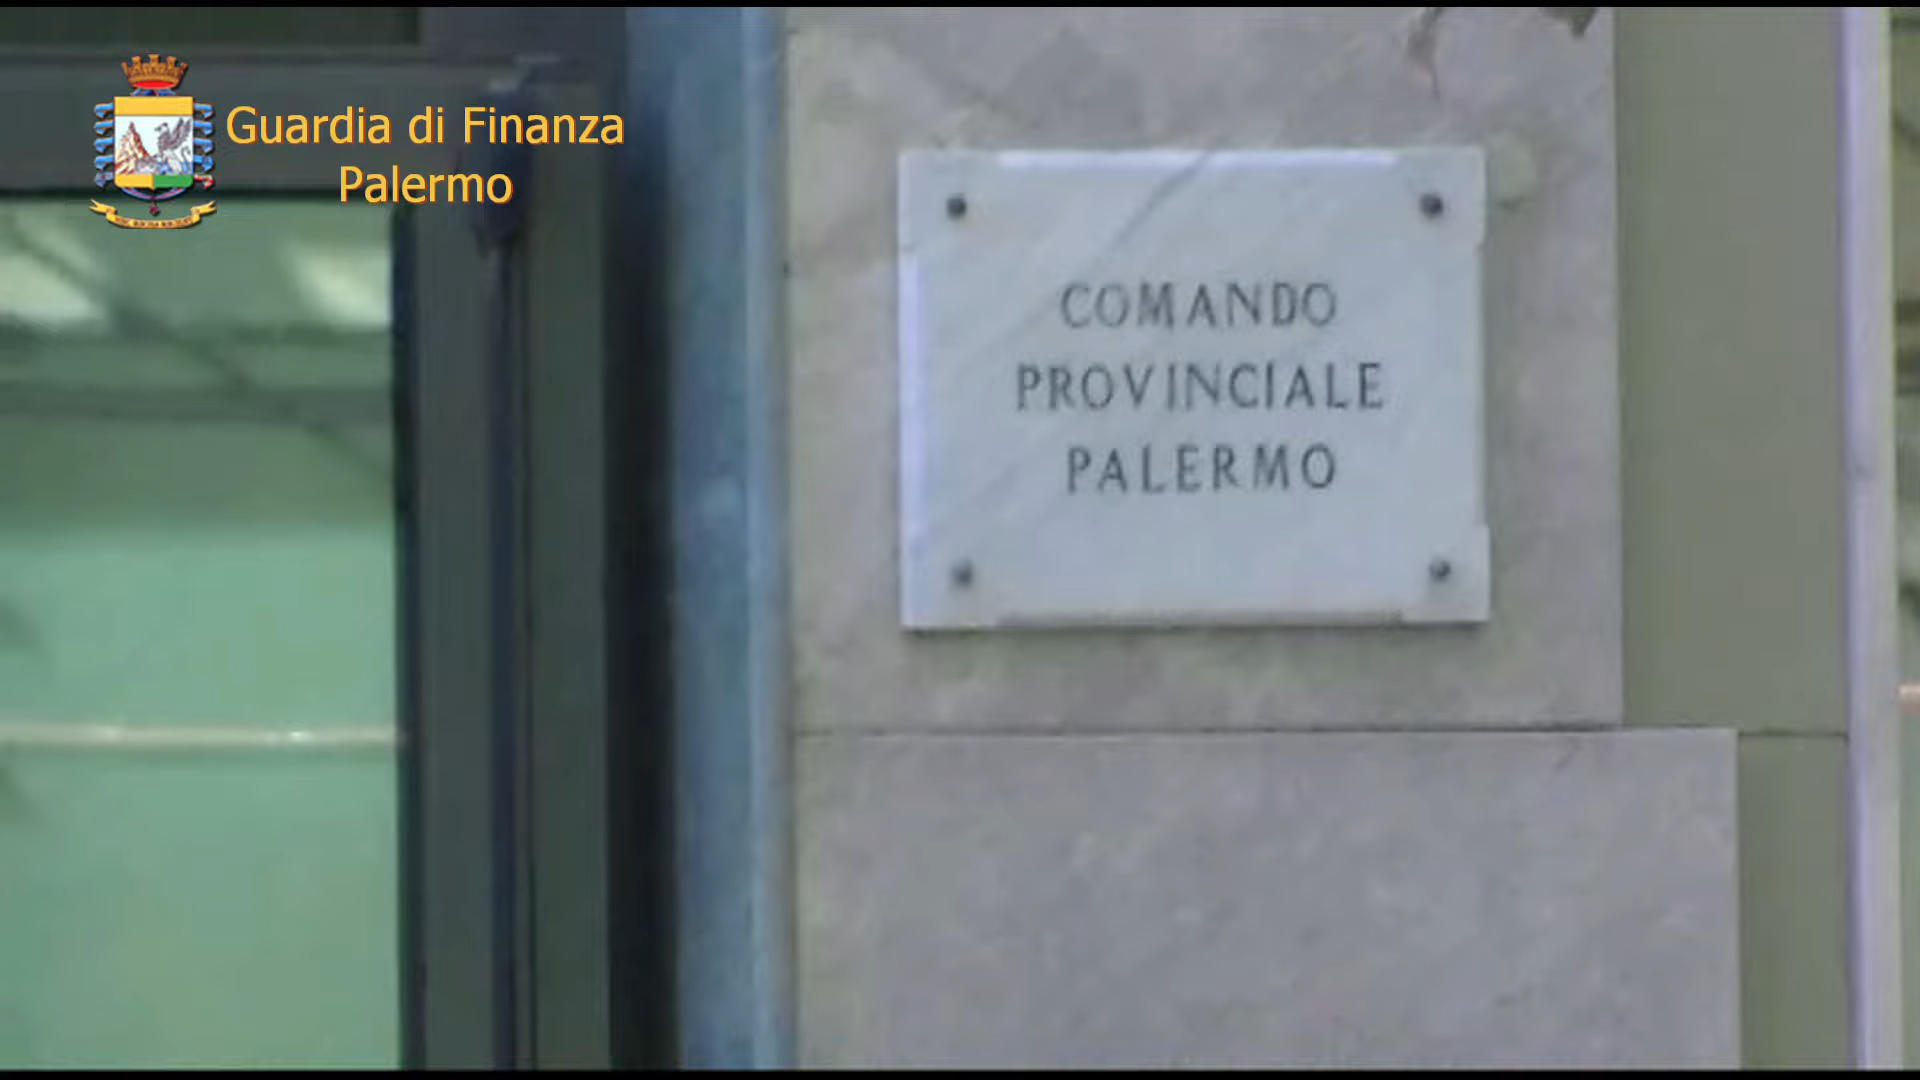 Guardia di Finanza
Palermo
COMANDO
PROVINCIALE
PALERMO